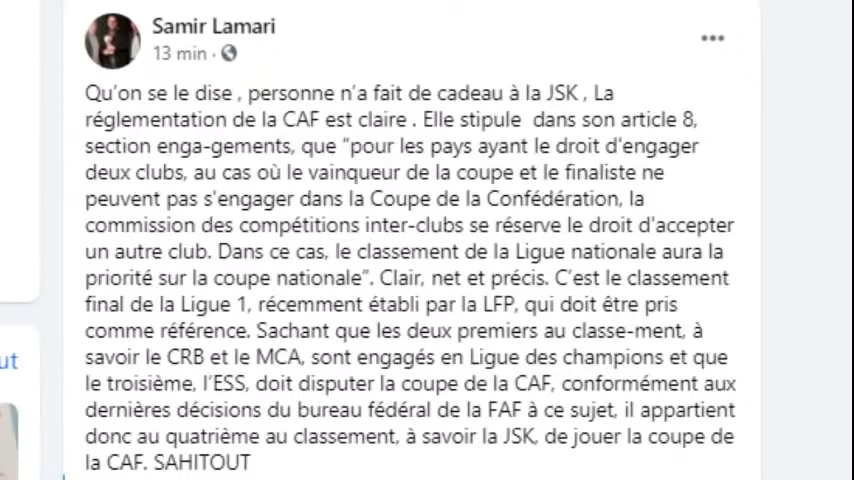 Samir Lamari
13 min ·
Qu'on se le dise , personne n'a fait de cadeau à la JSK , La
réglementation de la CAF est claire . Elle stipule dans son article 8,
section enga-gements, que "pour les pays ayant le droit d'engager
deux clubs, au cas où le vainqueur de la coupe et le finaliste ne
peuvent pas s'engager dans la Coupe de la Confédération, la
commission des compétitions inter-clubs se réserve le droit d'accepter
un autre club. Dans ce cas, le classement de la Ligue nationale aura la
priorité sur la coupe nationale". Clair, net et précis. C'est le classement
final de la Ligue 1, récemment établi par la LFP, qui doit être pris
comme référence. Sachant que les deux premiers au classe-ment, à
savoir le CRB et le MCA, sont engagés en Ligue des champions et que
le troisième, l'ESS, doit disputer la coupe de la CAF, conformément aux
dernières décisions du bureau fédéral de la FAF à ce sujet, il appartient
donc au quatrième au classement, à savoir la JSK, de jouer la coupe de
la CAF. SAHITOUT
ut